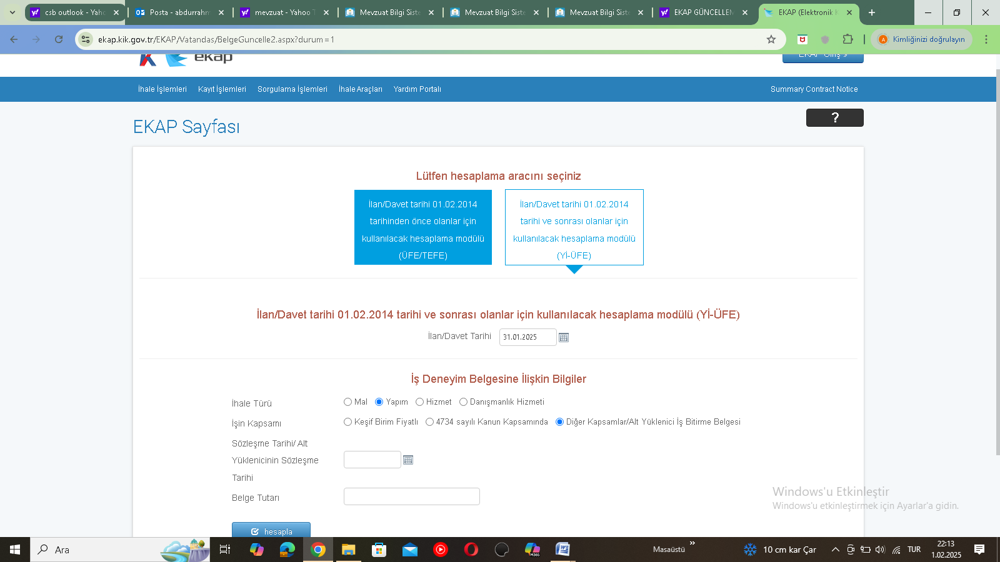 csb outlook - Yah
Posta - abdurrahm
mevzuat - Yahoo T
Mevzuat Bilgi Siste
Mevzuat Bilgi Siste
Mevzuat Bilgi Siste
EKAP GÜNCELLEM
EKAP (Elektronik K
ekap.kik.gov.tr/EKAP/Vatandas/BelgeGuncelle2.aspx?durum=1
A
Kimliğinizi doğrulayın
ekap
EKAP Giriş »
İhale İşlemleri
Kayıt İşlemleri
Sorgulama İşlemleri
İhale Araçları
Yardım Portalı
Summary Contract Notice
EKAP Sayfası
?
Lütfen hesaplama aracını seçiniz
İlan/Davet tarihi 01.02.2014
tarihinden önce olanlar için
kullanılacak hesaplama modülü
(ÜFE/TEFE)
İlan/Davet tarihi 01.02.2014
tarihi ve sonrası olanlar için
kullanılacak hesaplama modülü
(Yİ-ÜFE)
İlan/Davet tarihi 01.02.2014 tarihi ve sonrası olanlar için kullanılacak hesaplama modülü (Yİ-ÜFE)
İlan/Davet Tarihi 31.01.2025
İş Deneyim Belgesine İlişkin Bilgiler
İhale Türü Mal Yapım Hizmet Danışmanlık Hizmeti
İşin Kapsamı Keşif Birim Fiyatlı 4734 sayılı Kanun Kapsamında Diğer Kapsamlar/Alt Yüklenici İş Bitirme Belgesi
Sözleşme Tarihi/ Alt
Yüklenicinin Sözleşme
Tarihi
Belge Tutarı
hesapla
Windows'u Etkinleştir
Windows'u etkinleştirmek için Ayarlar'a gidin.
Ara
M365
Masaüstü
10 cm kar Çar
TUR
22:13
1.02.2025